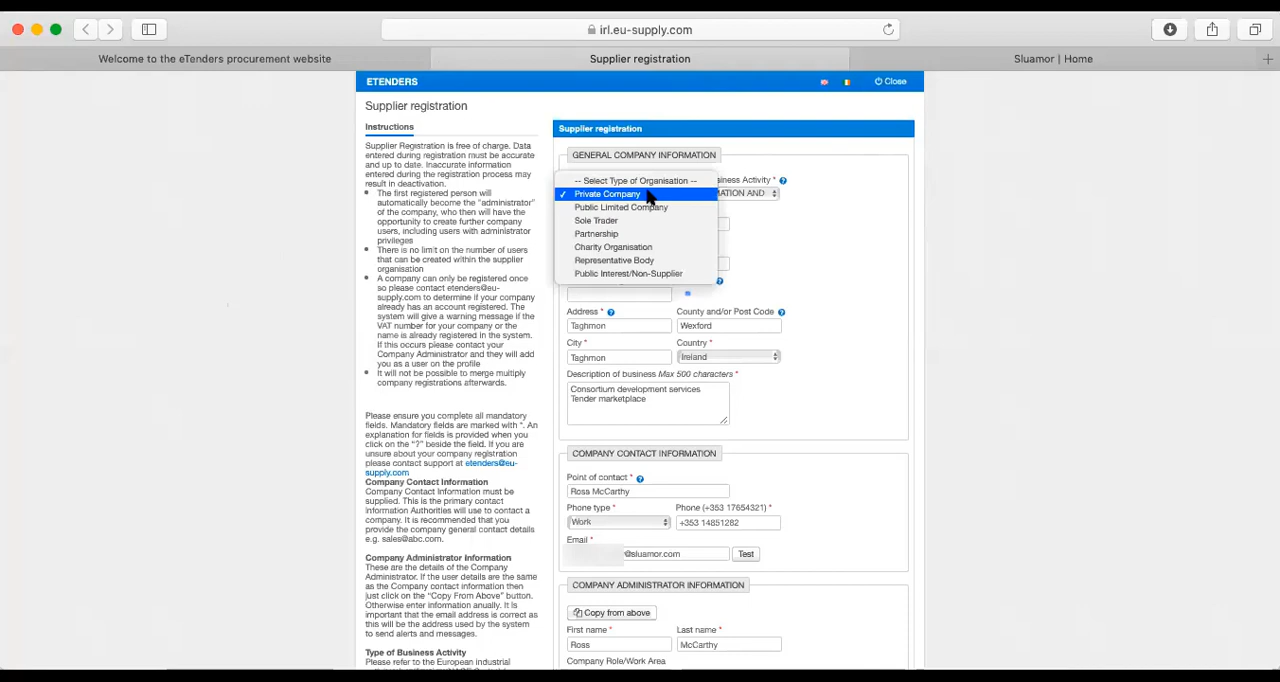 irl.eu-supply.com
Welcome to the eTenders procurement website
Supplier registration
Sluamor | Home
ETENDERS
Close
Supplier registration
Instructions
Supplier Registration is free of charge. Data
entered during registration must be accurate
and up to date. Inaccurate information
entered during the registration process may
result in deactivation.
The first registered person will
automatically become the "administrator"
of the company, who then will have the
opportunity to create further company
users, including users with administrator
privileges
There is no limit on the number of users
that can be created within the supplier
organisation
A company can only be registered once
so please contact etenders@eu-
supply.com to determine if your company
already has an account registered. The
system will give a warning message if the
VAT number for your company or the
name is already registered in the system.
If this occurs please contact your
Company Administrator and they will add
you as a user on the profile
It will not be possible to merge multiply
company registrations afterwards.
Please ensure you complete all mandatory
fields. Mandatory fields are marked with *. An
explanation for fields is provided when you
click on the "?" beside the field. If you are
unsure about your company registration
please contact support at etenders@eu-
supply.com
Company Contact Information
Company Contact Information must be
supplied. This is the primary contact
information Authorities will use to contact a
company. It is recommended that you
provide the company general contact details
e.g. sales@abc.com.
Company Administrator Information
These are the details of the Company
Administrator. If the user details are the same
as the Company contact information then
just click on the "Copy From Above" button.
Otherwise enter information anually. It is
important that the email address is correct as
this will be the address used by the system
to send alerts and messages.
Type of Business Activity
Please refer to the European industrial
Supplier registration
GENERAL COMPANY INFORMATION
siness Activity *
-- Select Type of Organisation --
✓ Private Company
MATION AND
Public Limited Company
Sole Trader
Partnership
Charity Organisation
Representative Body
Public Interest/Non-Supplier
Address * County and/or Post Code
Taghmon Wexford
City * Country *
Taghmon Ireland
Description of business Max 500 characters *
Consortium development services
Tender marketplace
COMPANY CONTACT INFORMATION
Point of contact *
Ross McCarthy
Phone type * Phone (+353 17654321) *
Work +353 14851282
Email *
@sluamor.com Test
COMPANY ADMINISTRATOR INFORMATION
Copy from above
First name * Last name *
Ross McCarthy
Company Role/Work Area